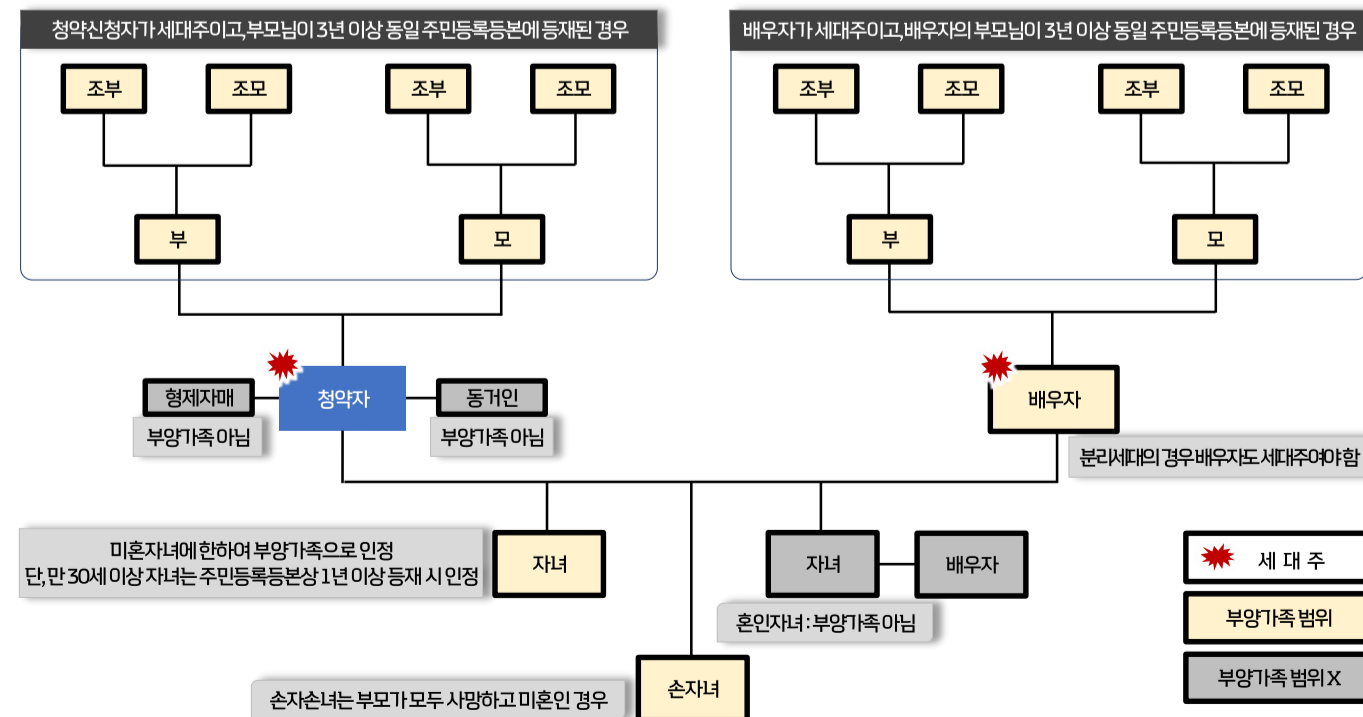 청약신청자가 세대주이고, 부모님이 3년 이상 동일 주민등록등본에 등재된 경우
배우자가 세대주이고, 배우자의 부모님이 3년 이상 동일 주민등록등본에 등재된 경우
조부
조모
조부
조모
조부
조모
조부
조모
부
모
부
모
형제자매
청약자
동거인
배우자
부양가족 아님
부양가족 아님
분리세대의 경우 배우자도 세대주여야 함
미혼자녀에 한하여 부양가족으로 인정
단, 만 30세 이상 자녀는 주민등록등본상 1년 이상 등재 시 인정
자녀
자녀
배우자
세 대 주
혼인자녀 : 부양가족 아님
부양가족 범위
손자손녀는 부모가 모두 사망하고 미혼인 경우
손자녀
부양가족 범위 X